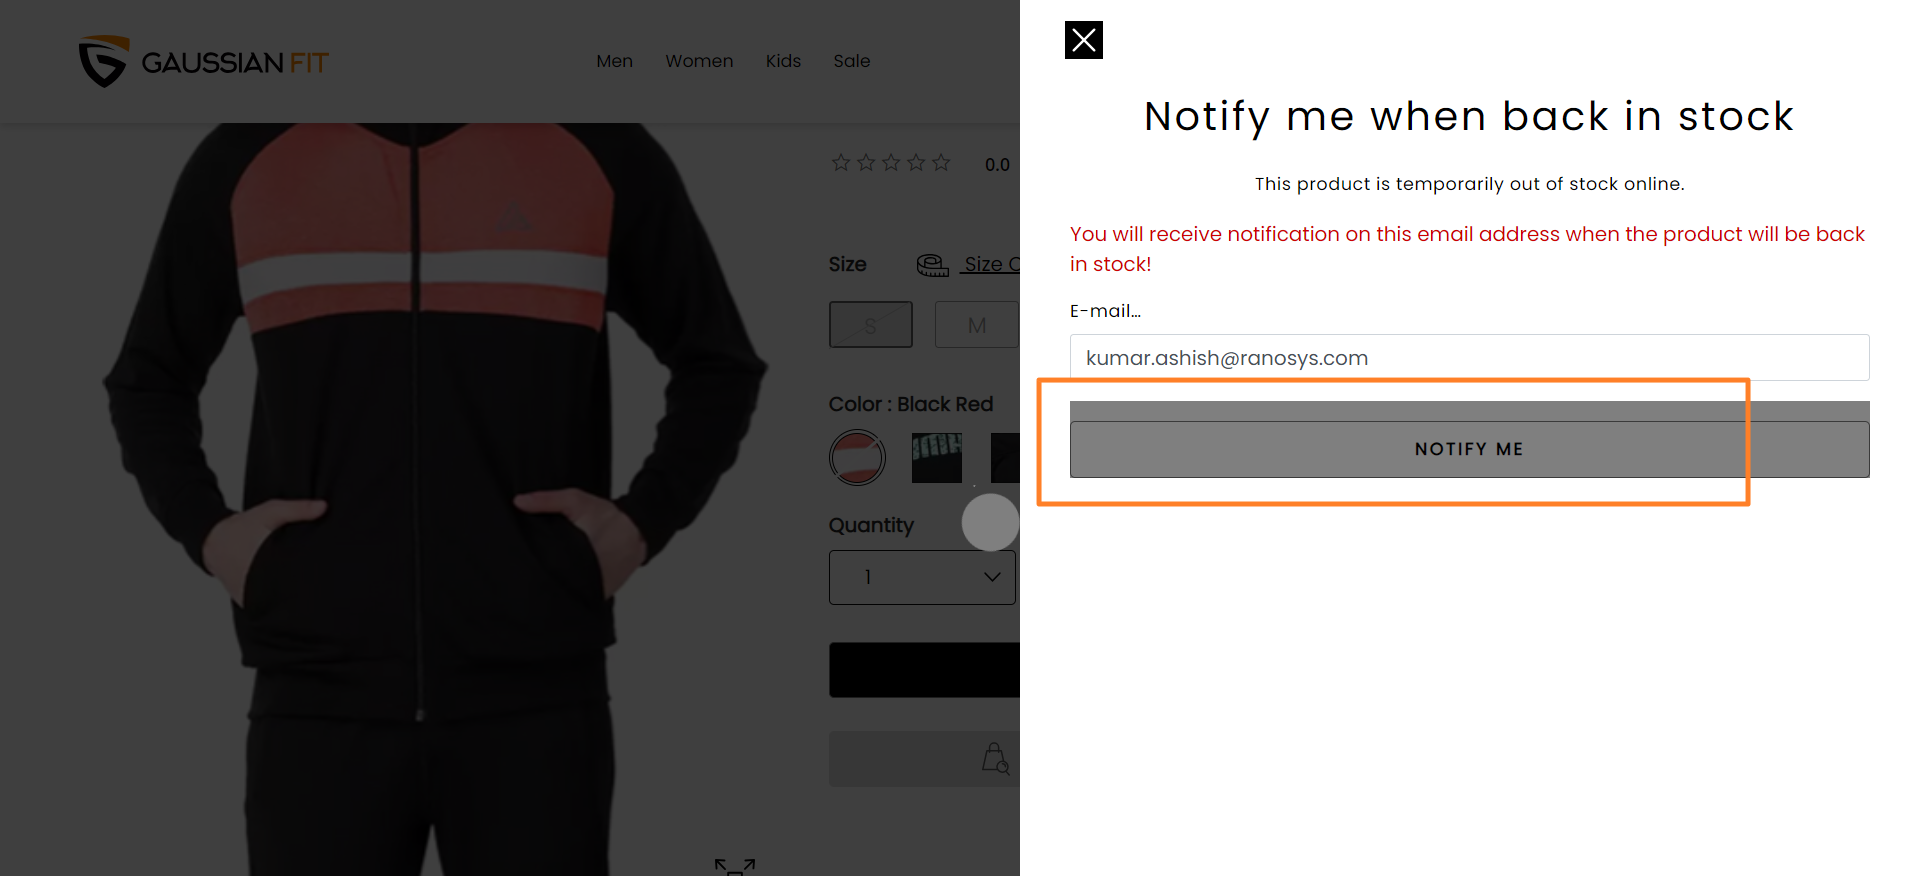 GAUSSIAN FIT
Men Women Kids Sale
0.0
Size
Size C
S M
Color : Black Red
Quantity
1
Notify me when back in stock
This product is temporarily out of stock online.
You will receive notification on this email address when the product will be back
in stock!
E-mail...
kumar.ashish@ranosys.com
NOTIFY ME